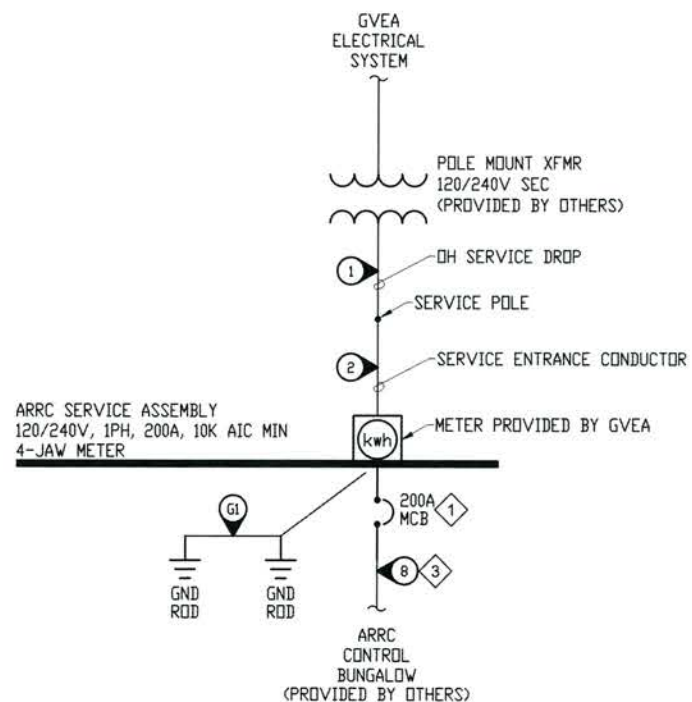 GVEA
ELECTRICAL
SYSTEM
POLE MOUNT XFMR
120/240V SEC
(PROVIDED BY OTHERS)
1
OH SERVICE DROP
SERVICE POLE
2
SERVICE ENTRANCE CONDUCTOR
ARRC SERVICE ASSEMBLY
120/240V, 1PH, 200A, 10K AIC MIN
4-JAW METER
kwh
METER PROVIDED BY GVEA
G1
200A
MCB
1
GND
ROD
GND
ROD
8
3
ARRC
CONTROL
BUNGALOW
(PROVIDED BY OTHERS)